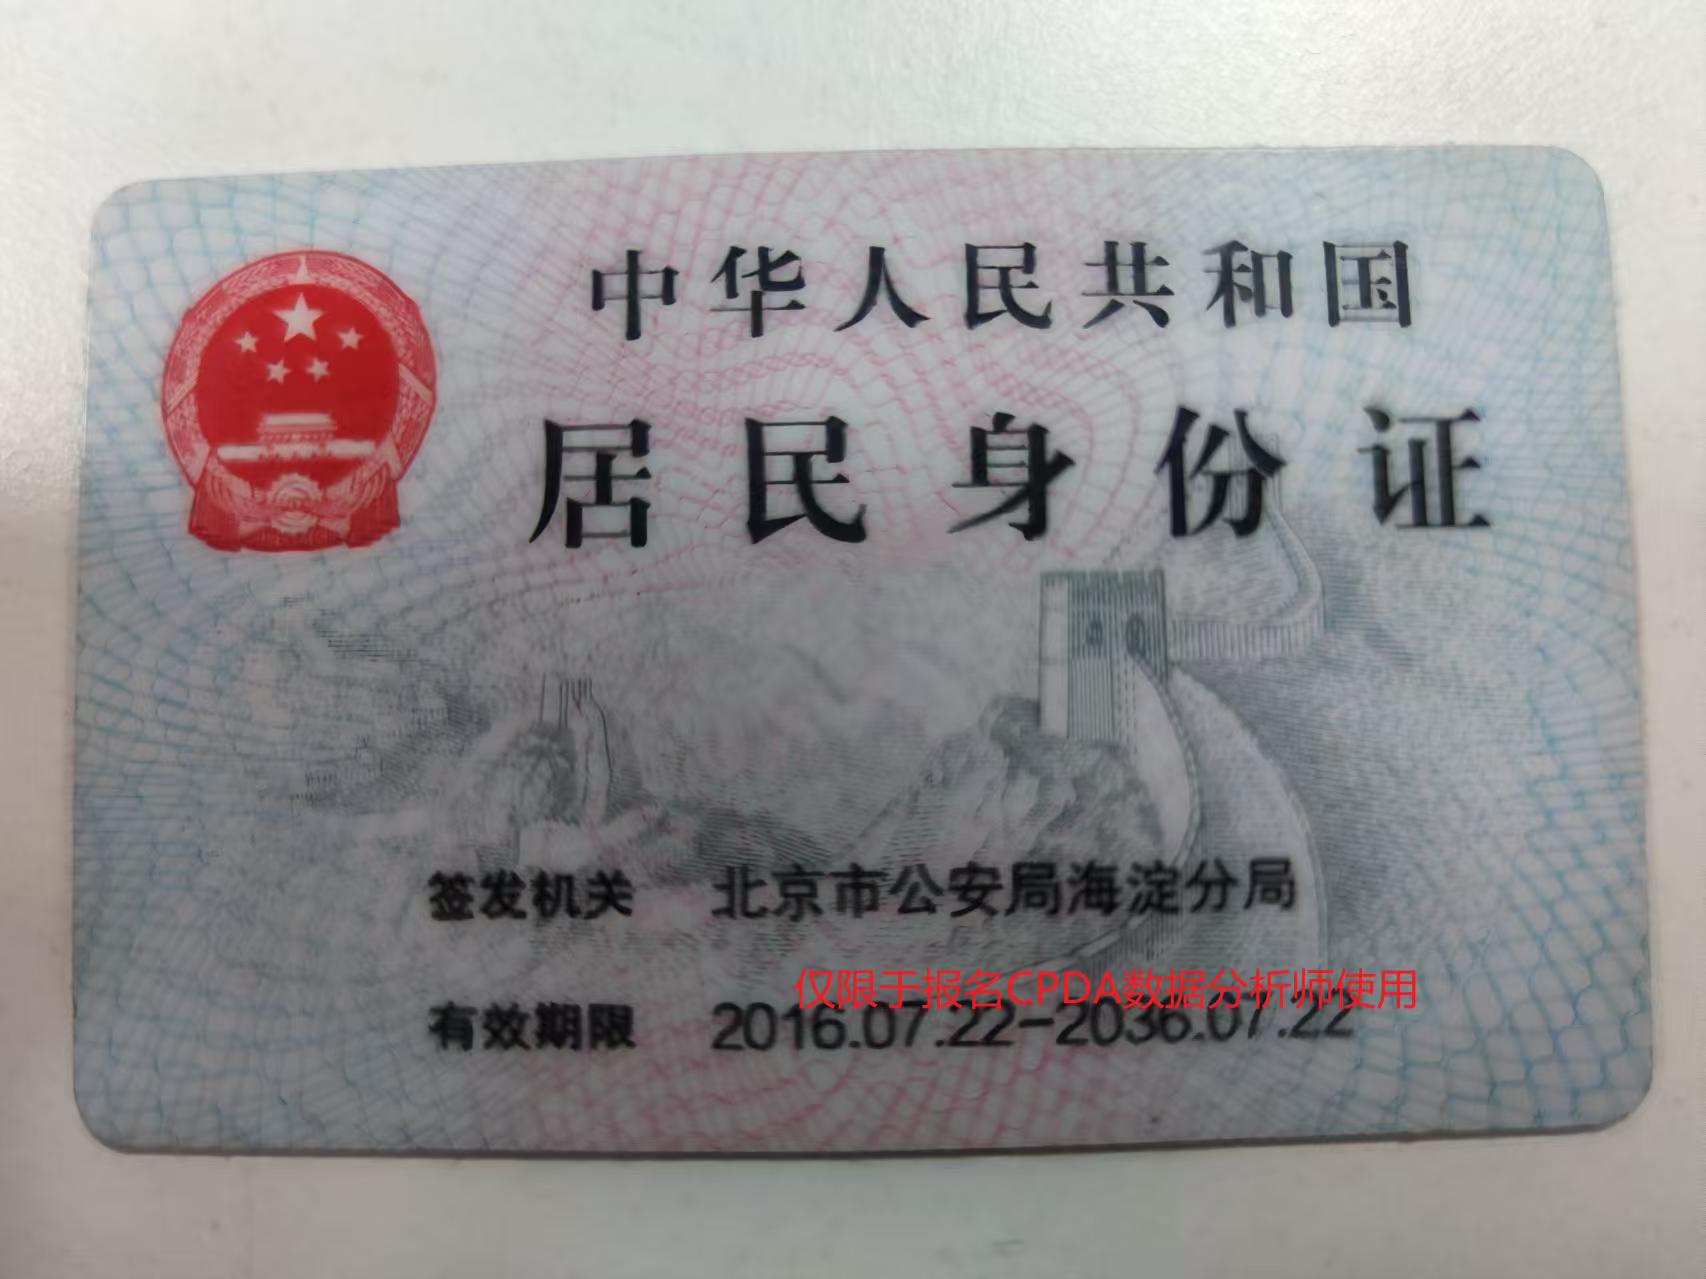 中华人民共和国
居民身份证
签发机关 北京市公安局海淀分局
仅限于报名CPDA数据分析师使用
有效期限 2016.07.22-2036.07.22